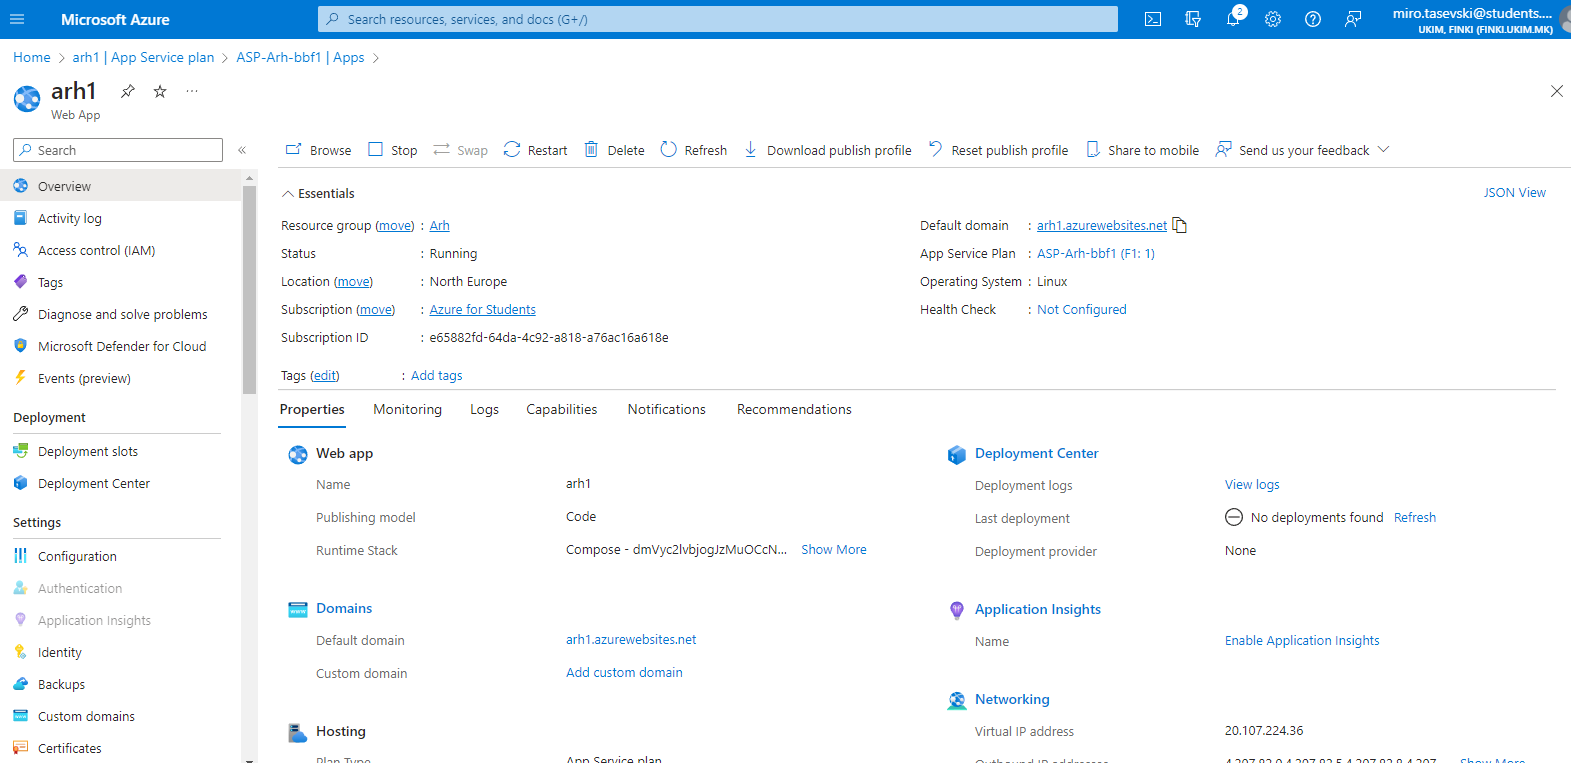 Microsoft Azure
Search resources, services, and docs (G+/)
2
miro.tasevski@students....
UKIM, FINKI (FINKI.UKIM.MK)
Home > arh1 | App Service plan > ASP-Arh-bbf1 | Apps >
arh1
Web App
Search
Overview
Activity log
Access control (IAM)
Tags
Diagnose and solve problems
Microsoft Defender for Cloud
Events (preview)
Deployment
Deployment slots
Deployment Center
Settings
Configuration
Authentication
Application Insights
Identity
Backups
Custom domains
Certificates
Browse Stop Swap Restart Delete Refresh Download publish profile Reset publish profile Share to mobile Send us your feedback
Essentials
JSON View
Resource group (move) : Arh
Status : Running
Location (move) : North Europe
Subscription (move) : Azure for Students
Subscription ID : e65882fd-64da-4c92-a818-a76ac16a618e
Default domain : arh1.azurewebsites.net
App Service Plan : ASP-Arh-bbf1 (F1: 1)
Operating System : Linux
Health Check : Not Configured
Tags (edit) : Add tags
Properties Monitoring Logs Capabilities Notifications Recommendations
Web app
Name arh1
Publishing model Code
Runtime Stack Compose - dmVyc2lvbjogJzMuOCcN... Show More
Domains
Default domain arh1.azurewebsites.net
Custom domain Add custom domain
Hosting
Plan Type App Service plan
Deployment Center
Deployment logs View logs
Last deployment No deployments found Refresh
Deployment provider None
Application Insights
Name Enable Application Insights
Networking
Virtual IP address 20.107.224.36
Outbound IP addresses Show More